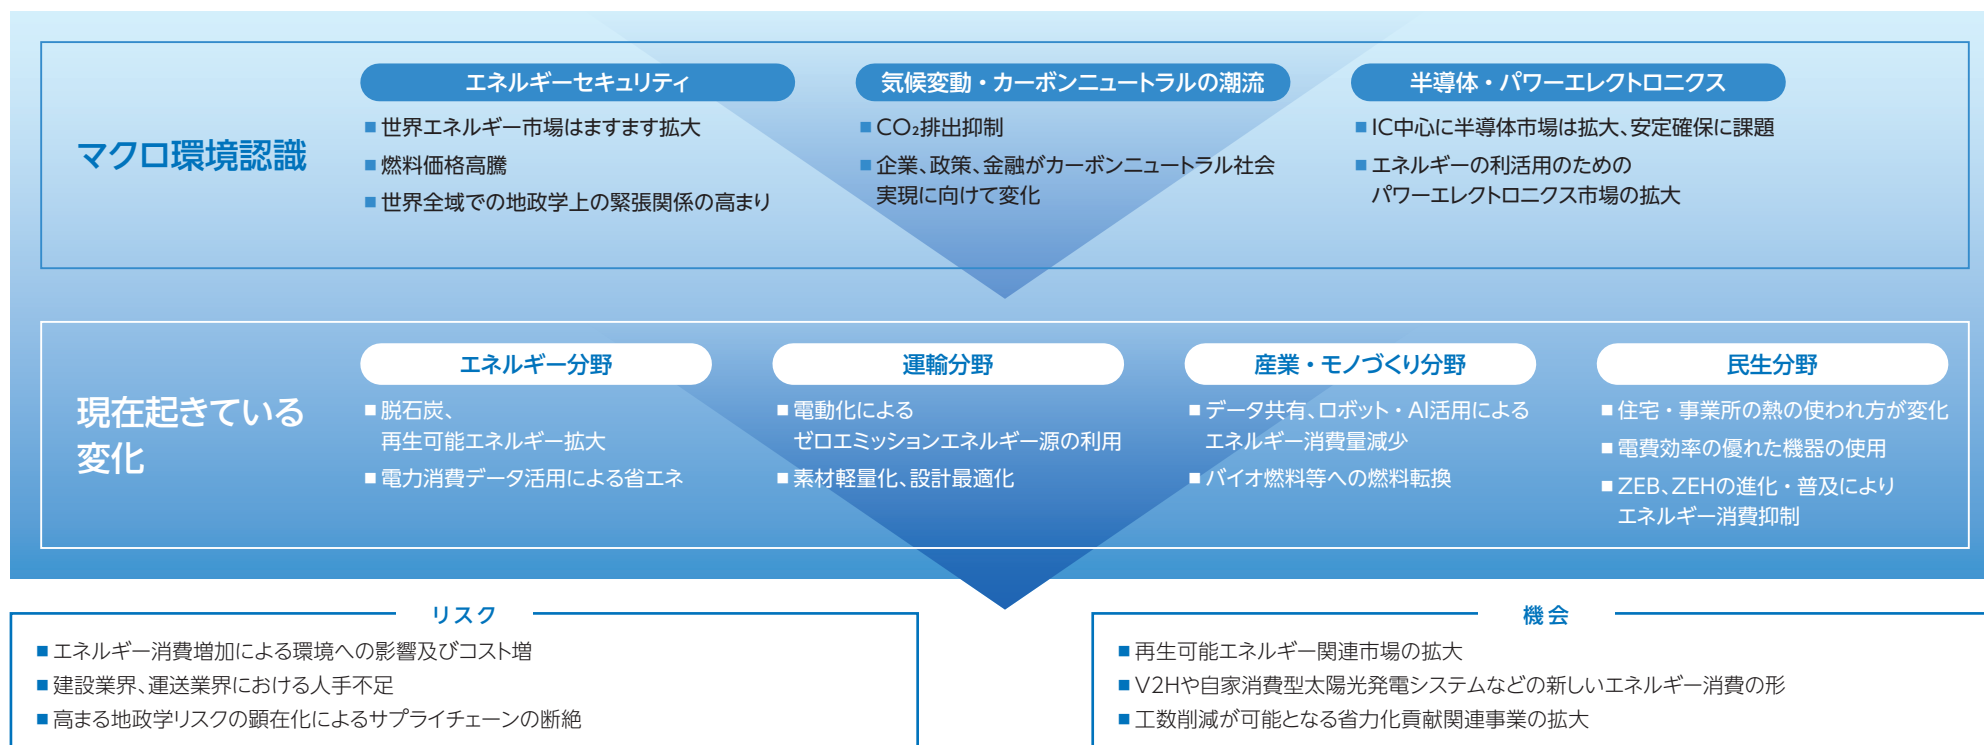 マクロ環境認識
エネルギーセキュリティ
■世界エネルギー市場はますます拡大
■燃料価格高騰
■世界全域での地政学上の緊張関係の高まり
気候変動・カーボンニュートラルの潮流
■CO₂排出抑制
■企業、政策、金融がカーボンニュートラル社会
実現に向けて変化
半導体・パワーエレクトロニクス
■IC中心に半導体市場は拡大、安定確保に課題
■エネルギーの利活用のための
パワーエレクトロニクス市場の拡大
現在起きている
変化
エネルギー分野
■脱石炭、
再生可能エネルギー拡大
■電力消費データ活用による省エネ
運輸分野
■電動化による
ゼロエミッションエネルギー源の利用
■素材軽量化、設計最適化
産業・モノづくり分野
■データ共有、ロボット・AI活用による
エネルギー消費量減少
■バイオ燃料等への燃料転換
民生分野
■住宅・事業所の熱の使われ方が変化
■電費効率の優れた機器の使用
■ZEB、ZEHの進化・普及により
エネルギー消費抑制
リスク
■エネルギー消費増加による環境への影響及びコスト増
■建設業界、運送業界における人手不足
■高まる地政学リスクの顕在化によるサプライチェーンの断絶
機会
■再生可能エネルギー関連市場の拡大
■V2Hや自家消費型太陽光発電システムなどの新しいエネルギー消費の形
■工数削減が可能となる省力化貢献関連事業の拡大